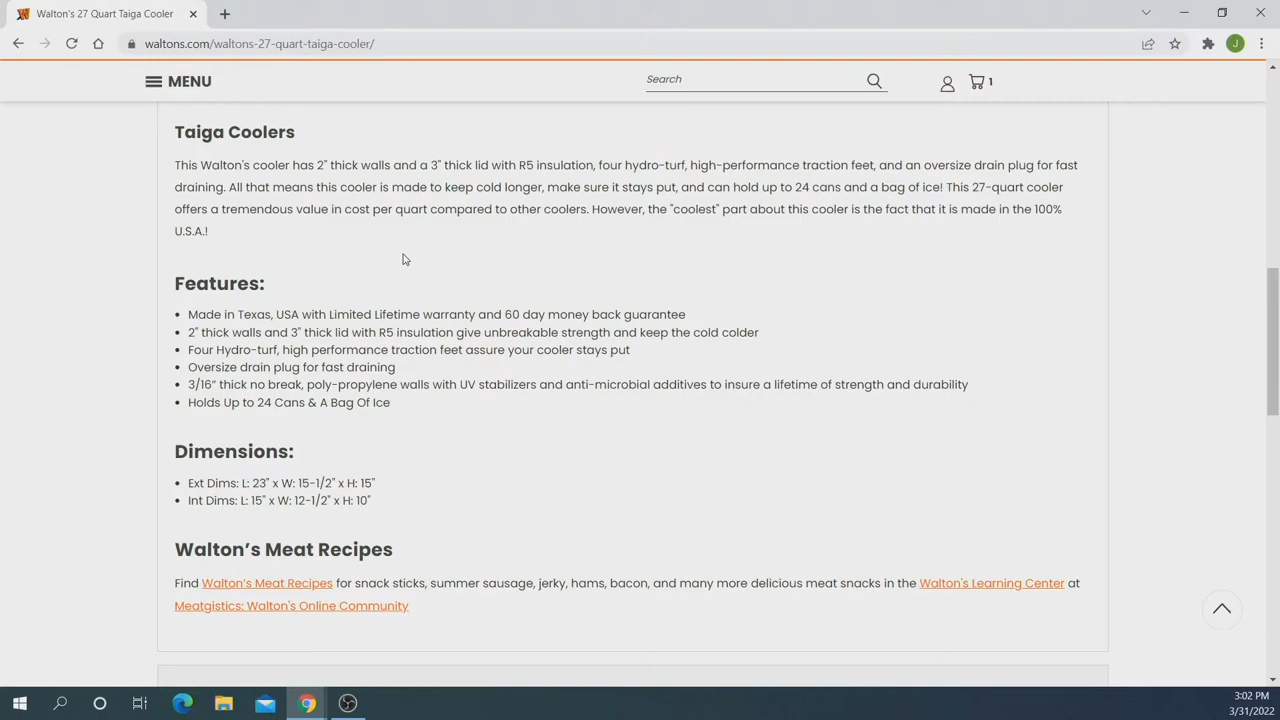 Walton's 27 Quart Taiga Cooler
waltons.com/waltons-27-quart-taiga-cooler/
J
MENU
Search
1
Taiga Coolers
This Walton's cooler has 2" thick walls and a 3" thick lid with R5 insulation, four hydro-turf, high-performance traction feet, and an oversize drain plug for fast
draining. All that means this cooler is made to keep cold longer, make sure it stays put, and can hold up to 24 cans and a bag of ice! This 27-quart cooler
offers a tremendous value in cost per quart compared to other coolers. However, the "coolest" part about this cooler is the fact that it is made in the 100%
U.S.A.!
Features:
• Made in Texas, USA with Limited Lifetime warranty and 60 day money back guarantee
• 2" thick walls and 3" thick lid with R5 insulation give unbreakable strength and keep the cold colder
• Four Hydro-turf, high performance traction feet assure your cooler stays put
• Oversize drain plug for fast draining
• 3/16” thick no break, poly-propylene walls with UV stabilizers and anti-microbial additives to insure a lifetime of strength and durability
• Holds Up to 24 Cans & A Bag Of Ice
Dimensions:
• Ext Dims: L: 23" x W: 15-1/2" x H: 15"
• Int Dims: L: 15" x W: 12-1/2" x H: 10"
Walton’s Meat Recipes
Find Walton’s Meat Recipes for snack sticks, summer sausage, jerky, hams, bacon, and many more delicious meat snacks in the Walton's Learning Center at
Meatgistics: Walton's Online Community
3:02 PM
3/31/2022